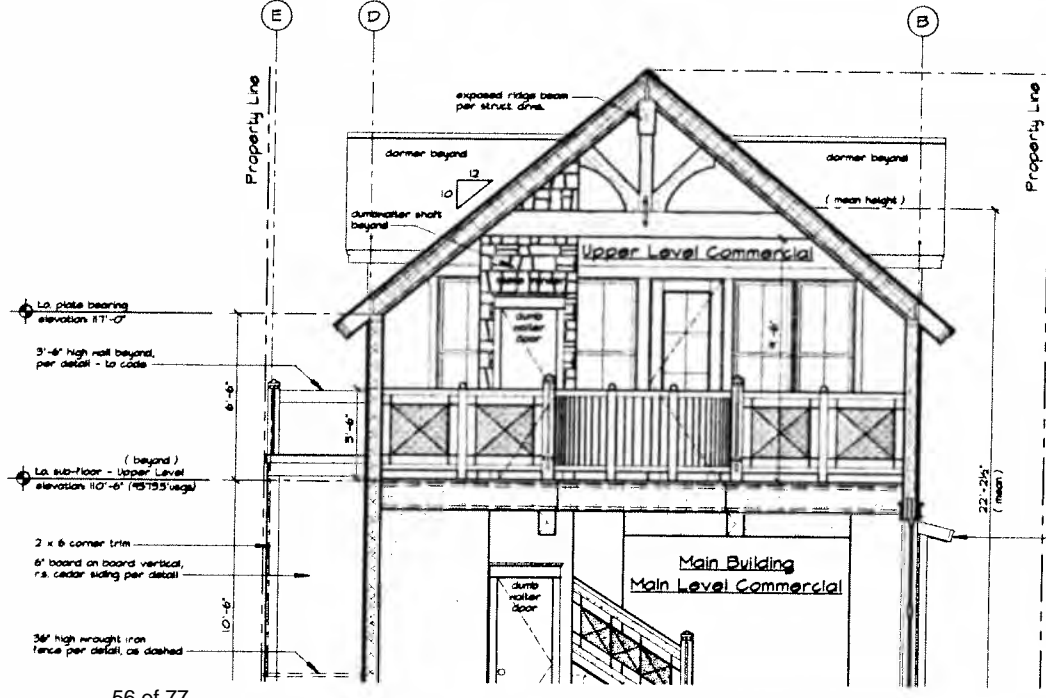 E
D
B
Property Line
Property Line
exposed ridge beam
per struct. dwgs.
dormer beyond
dormer beyond
12
10
( mean height )
dumbwaiter shaft
beyond
Upper Level Commercial
Lo. plate bearing
elevation 117'-0"
dumb
waiter
door
3'-6" high wall beyond,
per detail - to code
6'-6"
3'-6"
( beyond )
Lo. sub-floor - Upper Level
elevation 110'-6"
22'-2½"
( mean )
2 x 6 corner trim
6" board on board vertical,
r.s. cedar siding per detail
Main Building
Main Level Commercial
dumb
waiter
door
10'-6"
36" high wrought iron
fence per detail, as dashed
56 of 77